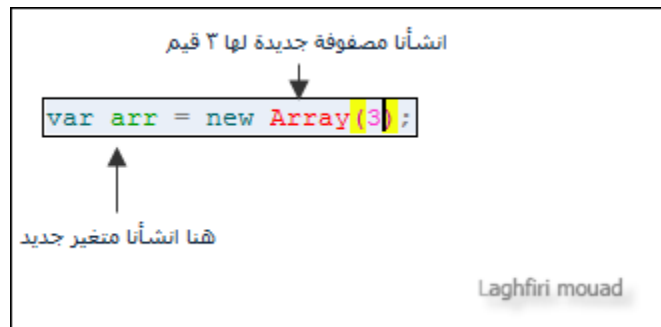 انشأنا مصفوفة جديدة لها ٣ قيم
var arr = new Array(3);
هنا انشأنا متغير جديد
Laghfiri mouad